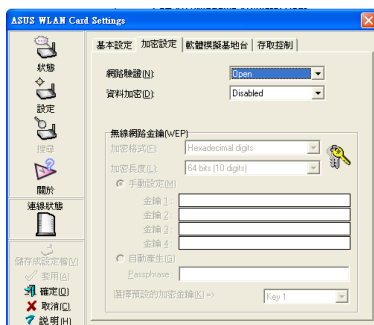 ASUS WLAN Card Settings
狀態
設定
搜尋
關於
連線狀態
儲存成設定檔(V)
套用(A)
確定(O)
取消(C)
說明(H)
基本設定 加密設定 軟體模擬基地台 存取控制
網路驗證(N): Open
資料加密(D): Disabled
無線網路金鑰(WEP)
加密格式(F): Hexadecimal digits
加密長度(L): 64 bits (10 digits)
手動設定(M)
金鑰 1:
金鑰 2:
金鑰 3:
金鑰 4:
自動產生(G)
Passphrase:
選擇預設的加密金鑰(K) => Key 1